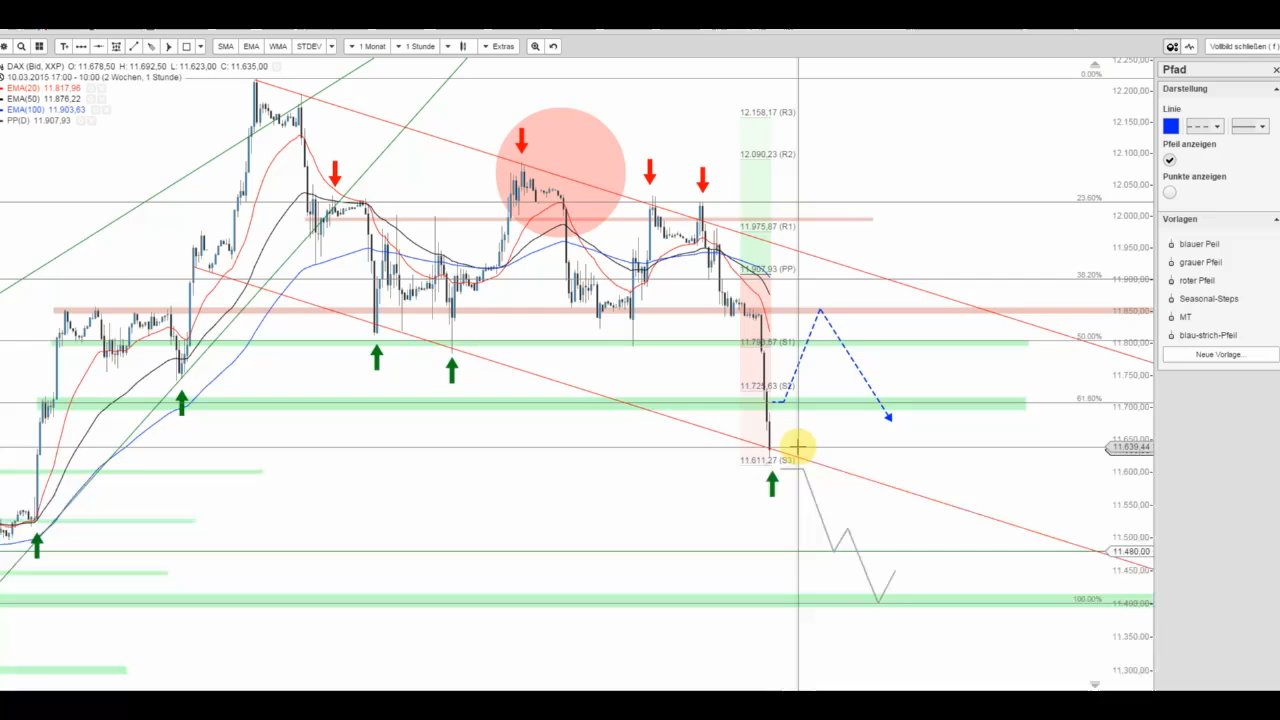 SMA EMA WMA STDEV 1 Monat 1 Stunde Extras Vollbild schließen ( f )
DAX (Bid, XXP) O: 11.678,50 H: 11.692,50 L: 11.623,00 C: 11.635,00
10.03.2015 17:00 - 10:00 (2 Wochen, 1 Stunde)
EMA(20) 11.817,96
EMA(50) 11.876,22
EMA(100) 11.903,63
PP(D) 11.907,93
12.158,17 (R3)
12.090,23 (R2)
11.975,87 (R1)
11.907,93 (PP)
11.793,57 (S1)
11.725,63 (S2)
11.611,27 (S3)
0.00%
23.60%
38.20%
50.00%
61.80%
100.00%
12.250,00
12.200,00
12.150,00
12.100,00
12.050,00
12.000,00
11.950,00
11.900,00
11.850,00
11.800,00
11.750,00
11.700,00
11.650,00
11.639,44
11.600,00
11.550,00
11.500,00
11.480,00
11.450,00
11.400,00
11.350,00
11.300,00
Pfad
Darstellung
Linie
Pfeil anzeigen
Punkte anzeigen
Vorlagen
blauer Peil
grauer Pfeil
roter Pfeil
Seasonal-Steps
MT
blau-strich-Pfeil
Neue Vorlage...